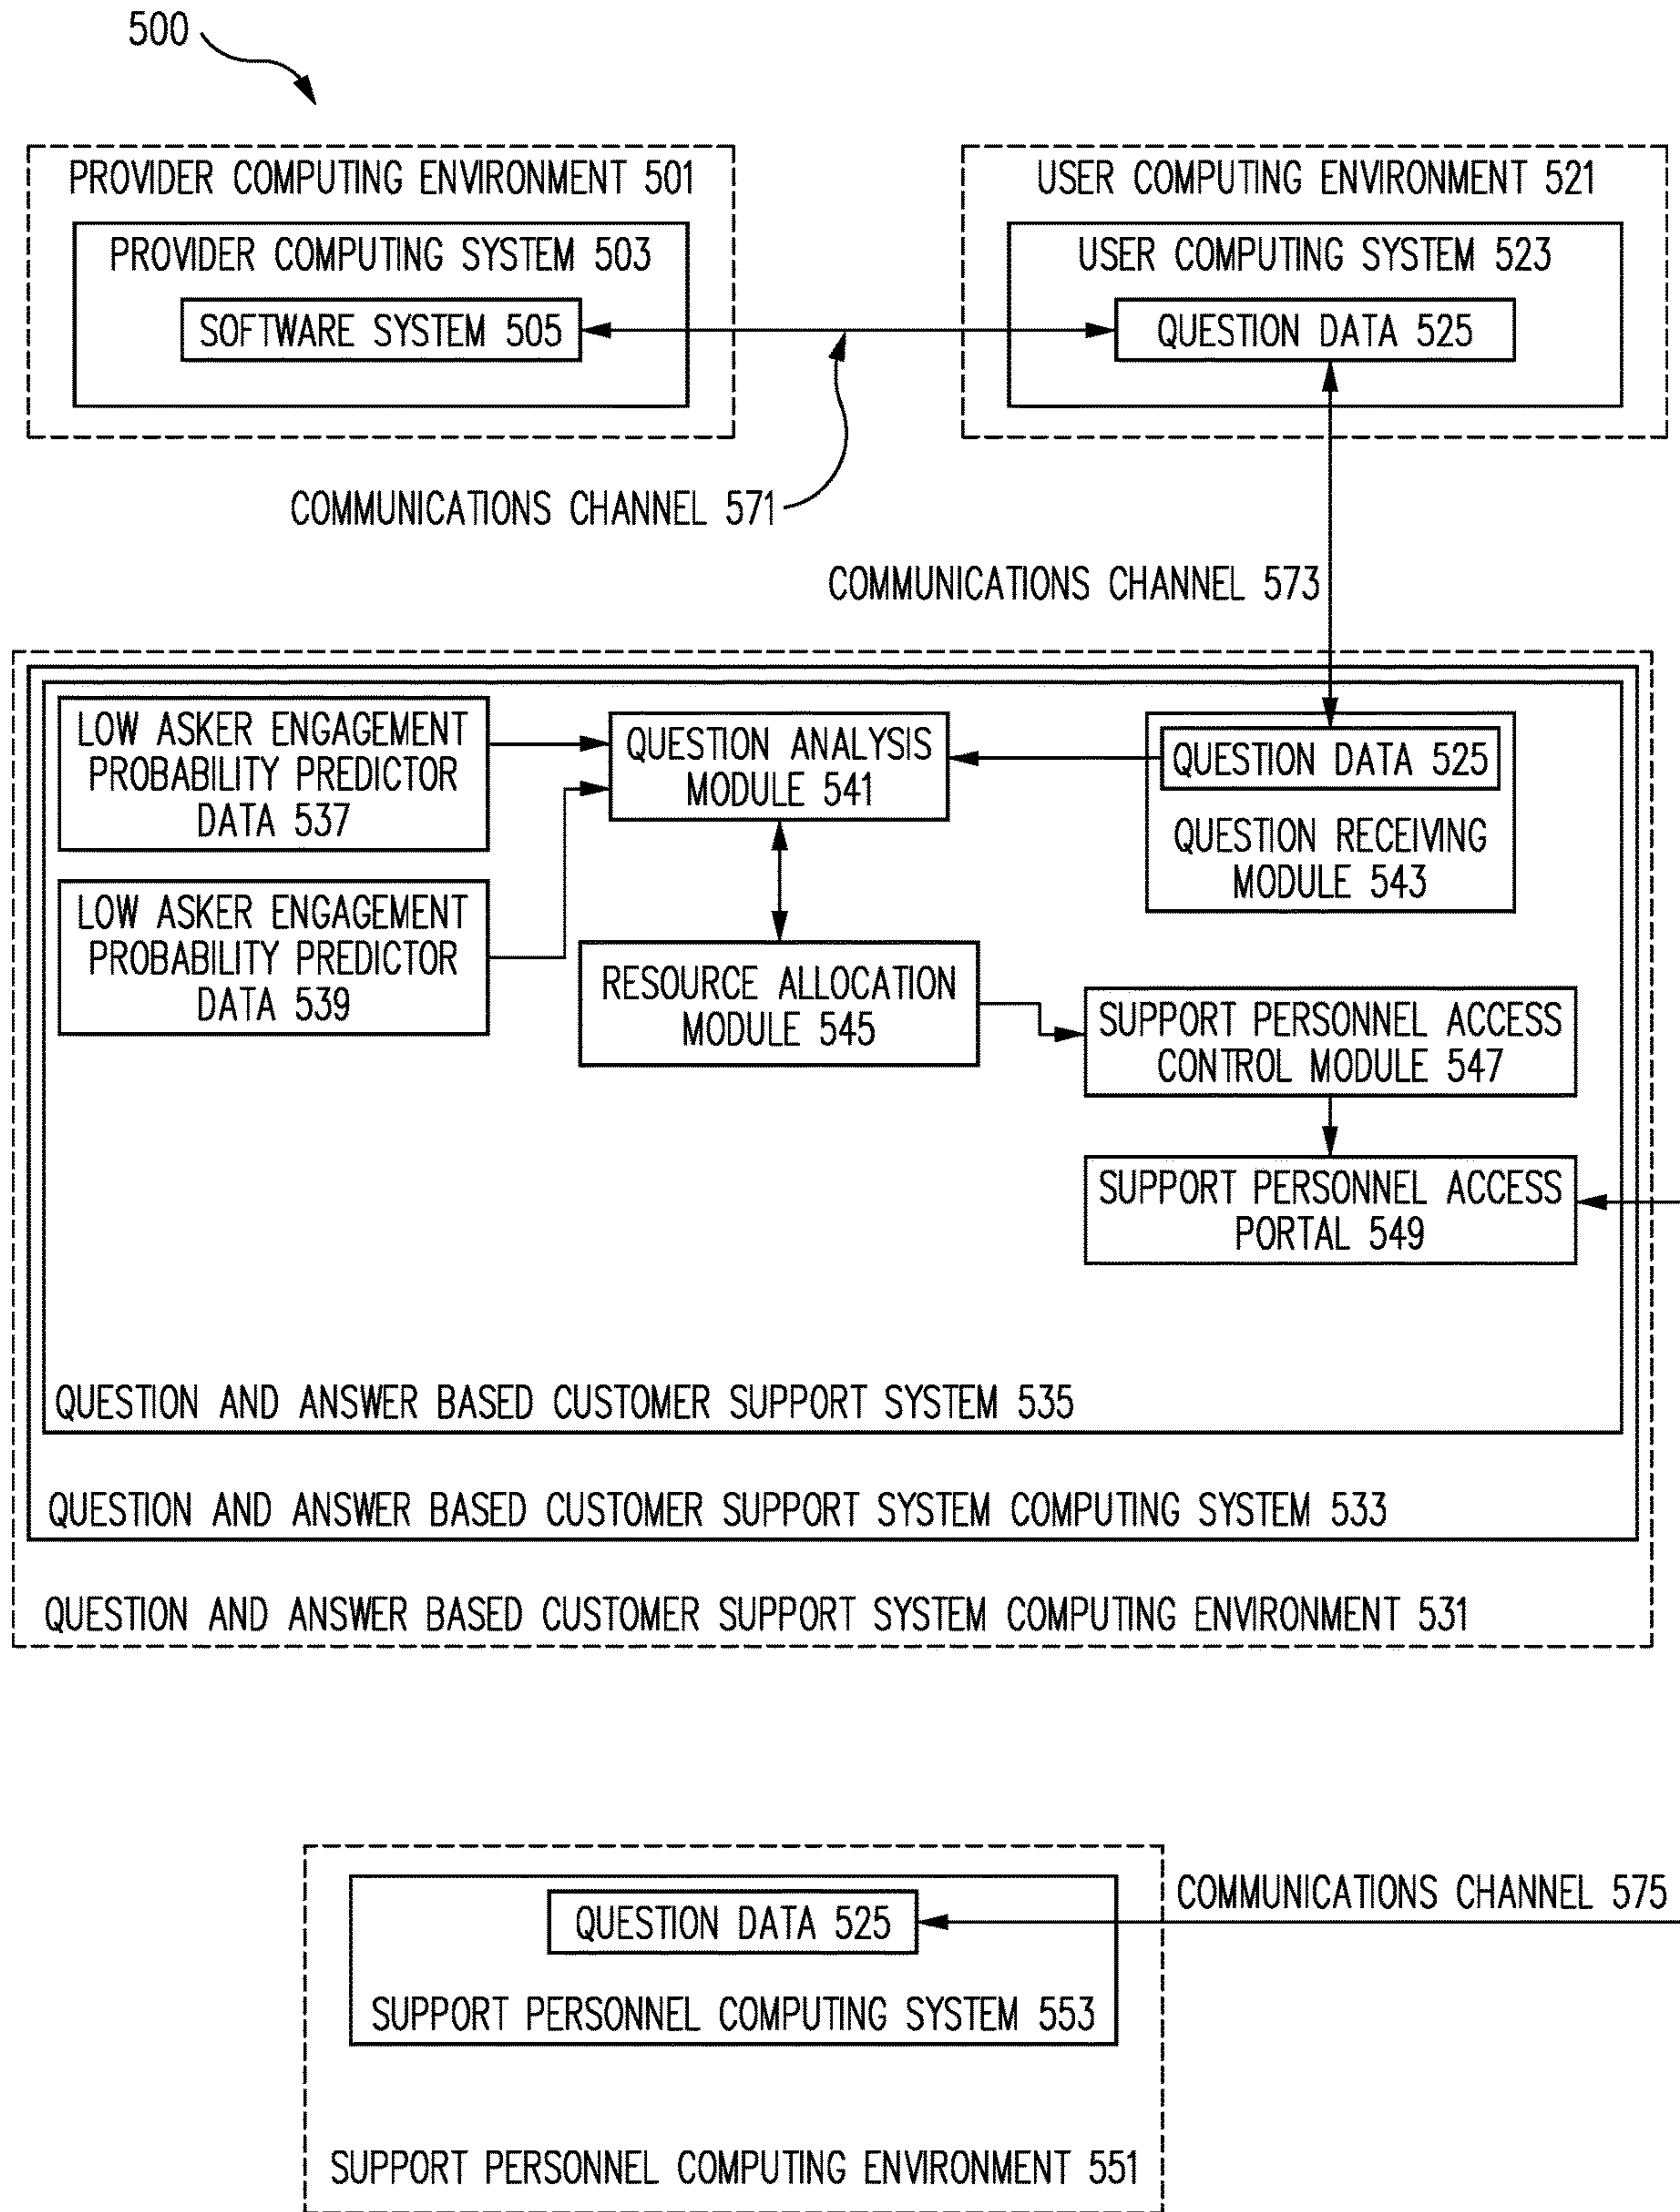 500
PROVIDER COMPUTING ENVIRONMENT 501
PROVIDER COMPUTING SYSTEM 503
SOFTWARE SYSTEM 505
USER COMPUTING ENVIRONMENT 521
USER COMPUTING SYSTEM 523
QUESTION DATA 525
COMMUNICATIONS CHANNEL 571
COMMUNICATIONS CHANNEL 573
LOW ASKER ENGAGEMENT
PROBABILITY PREDICTOR
DATA 537
QUESTION ANALYSIS
MODULE 541
QUESTION DATA 525
QUESTION RECEIVING
MODULE 543
LOW ASKER ENGAGEMENT
PROBABILITY PREDICTOR
DATA 539
RESOURCE ALLOCATION
MODULE 545
SUPPORT PERSONNEL ACCESS
CONTROL MODULE 547
SUPPORT PERSONNEL ACCESS
PORTAL 549
QUESTION AND ANSWER BASED CUSTOMER SUPPORT SYSTEM 535
QUESTION AND ANSWER BASED CUSTOMER SUPPORT SYSTEM COMPUTING SYSTEM 533
QUESTION AND ANSWER BASED CUSTOMER SUPPORT SYSTEM COMPUTING ENVIRONMENT 531
COMMUNICATIONS CHANNEL 575
QUESTION DATA 525
SUPPORT PERSONNEL COMPUTING SYSTEM 553
SUPPORT PERSONNEL COMPUTING ENVIRONMENT 551